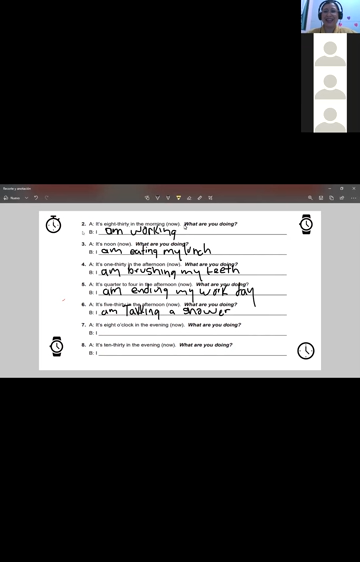 Recorte y anotación
Nuevo
2. A: It's eight-thirty in the morning (now). What are you doing?
B: I am working
3. A: It's noon (now). What are you doing?
B: I am eating my lunch
4. A: It's one-thirty in the afternoon (now). What are you doing?
B: I am brushing my teeth
5. A: It's quarter to four in the afternoon (now). What are you doing?
B: I am ending my work day
6. A: It's five-thirty in the afternoon (now). What are you doing?
B: I am Taking a shower
7. A: It's eight o'clock in the evening (now). What are you doing?
B: I
8. A: It's ten-thirty in the evening (now). What are you doing?
B: I